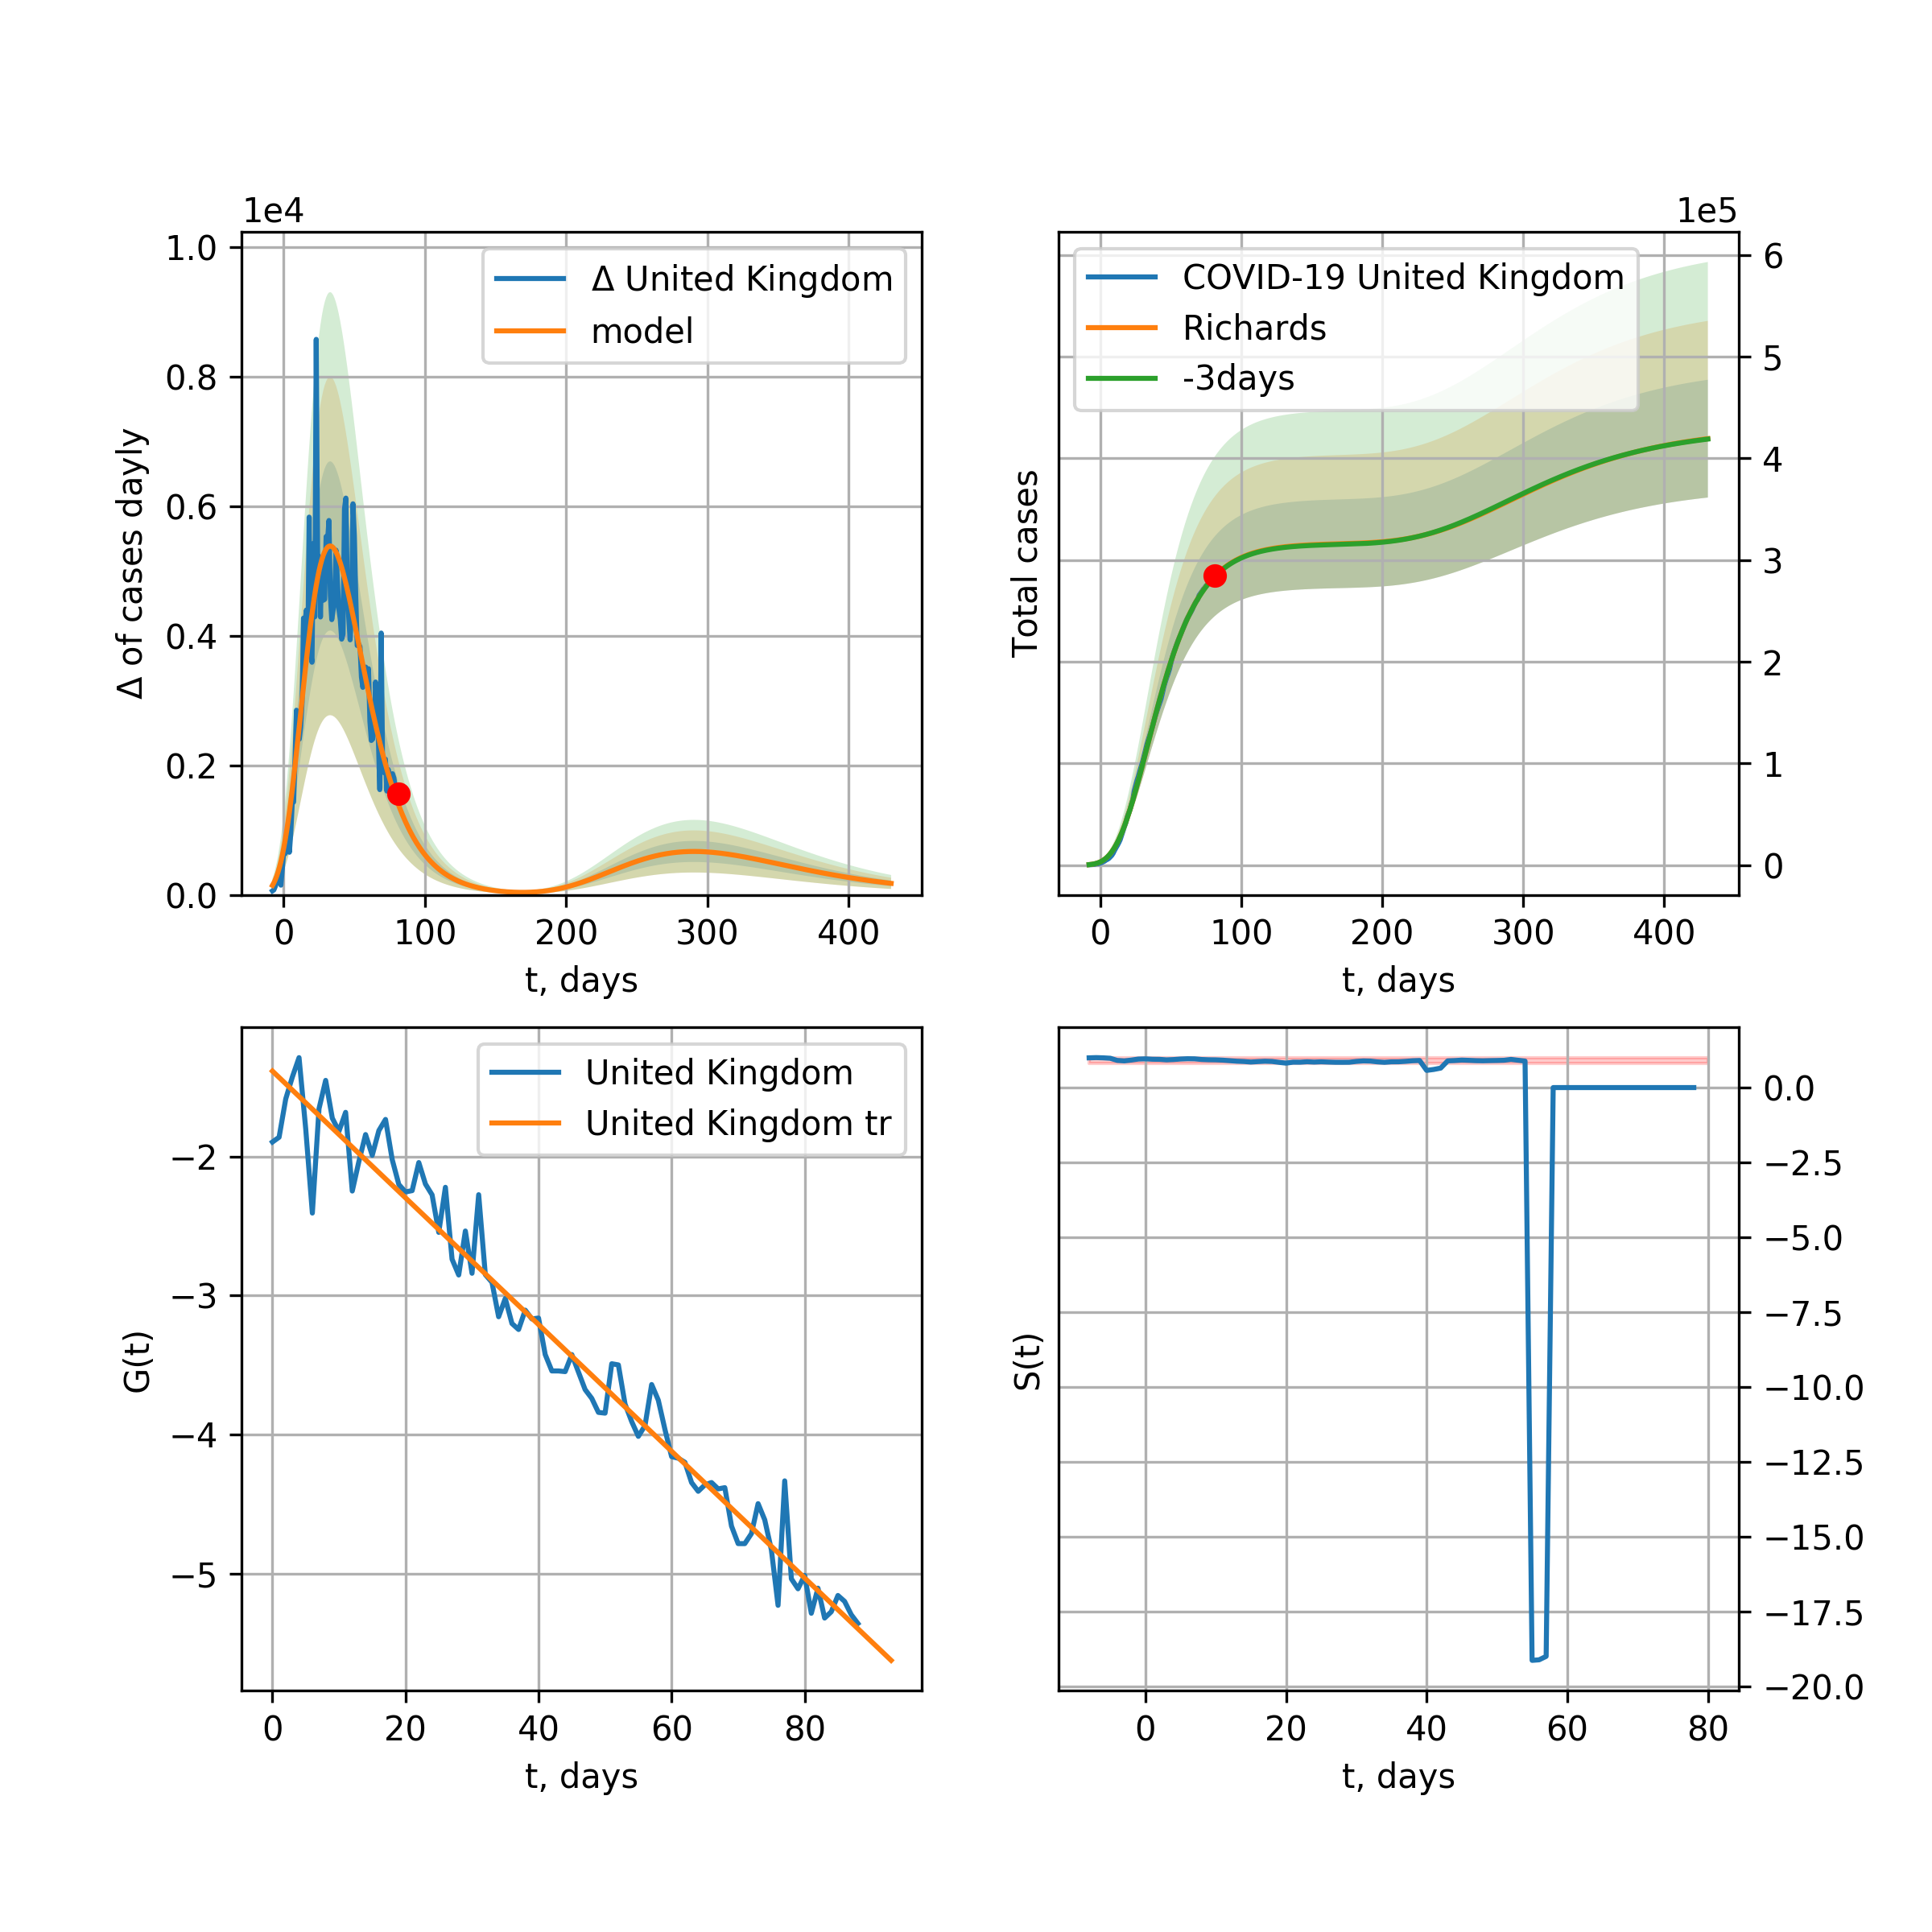 1e4
1.0
0.8
0.6
0.4
0.2
0.0
Δ of cases dayly
Δ United Kingdom
model
0 100 200 300 400
t, days
1e5
COVID-19 United Kingdom
Richards
-3days
Total cases
6
5
4
3
2
1
0
0 100 200 300 400
t, days
G(t)
−2
−3
−4
−5
United Kingdom
United Kingdom tr
0 20 40 60 80
t, days
S(t)
0.0
−2.5
−5.0
−7.5
−10.0
−12.5
−15.0
−17.5
−20.0
0 20 40 60 80
t, days